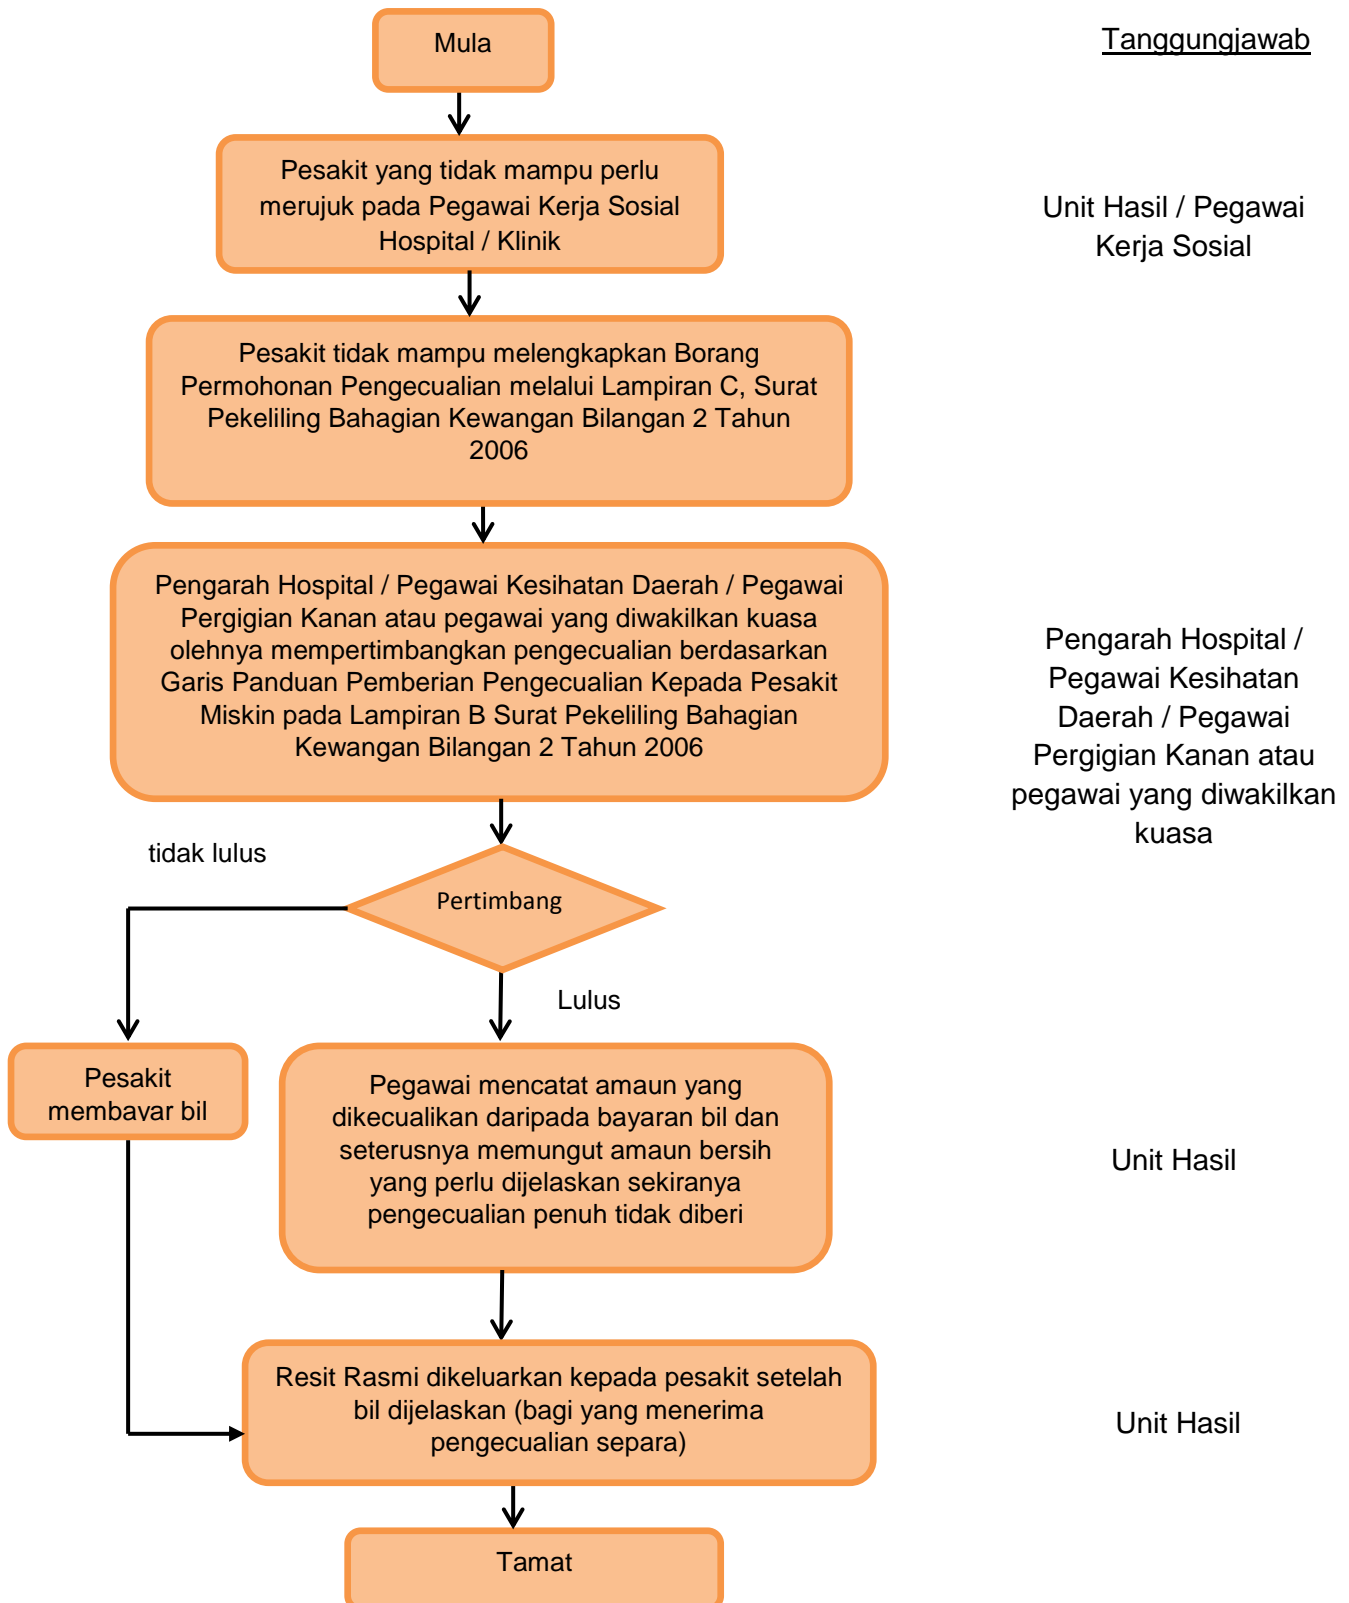 Mula
Tanggungjawab
Pesakit yang tidak mampu perlu
merujuk pada Pegawai Kerja Sosial
Hospital / Klinik
Unit Hasil / Pegawai
Kerja Sosial
Pesakit tidak mampu melengkapkan Borang
Permohonan Pengecualian melalui Lampiran C, Surat
Pekeliling Bahagian Kewangan Bilangan 2 Tahun
2006
Pengarah Hospital / Pegawai Kesihatan Daerah / Pegawai
Pergigian Kanan atau pegawai yang diwakilkan kuasa
olehnya mempertimbangkan pengecualian berdasarkan
Garis Panduan Pemberian Pengecualian Kepada Pesakit
Miskin pada Lampiran B Surat Pekeliling Bahagian
Kewangan Bilangan 2 Tahun 2006
Pengarah Hospital /
Pegawai Kesihatan
Daerah / Pegawai
Pergigian Kanan atau
pegawai yang diwakilkan
kuasa
tidak lulus
Pertimbang
Lulus
Pesakit
membayar bil
Pegawai mencatat amaun yang
dikecualikan daripada bayaran bil dan
seterusnya memungut amaun bersih
yang perlu dijelaskan sekiranya
pengecualian penuh tidak diberi
Unit Hasil
Resit Rasmi dikeluarkan kepada pesakit setelah
bil dijelaskan (bagi yang menerima
pengecualian separa)
Unit Hasil
Tamat